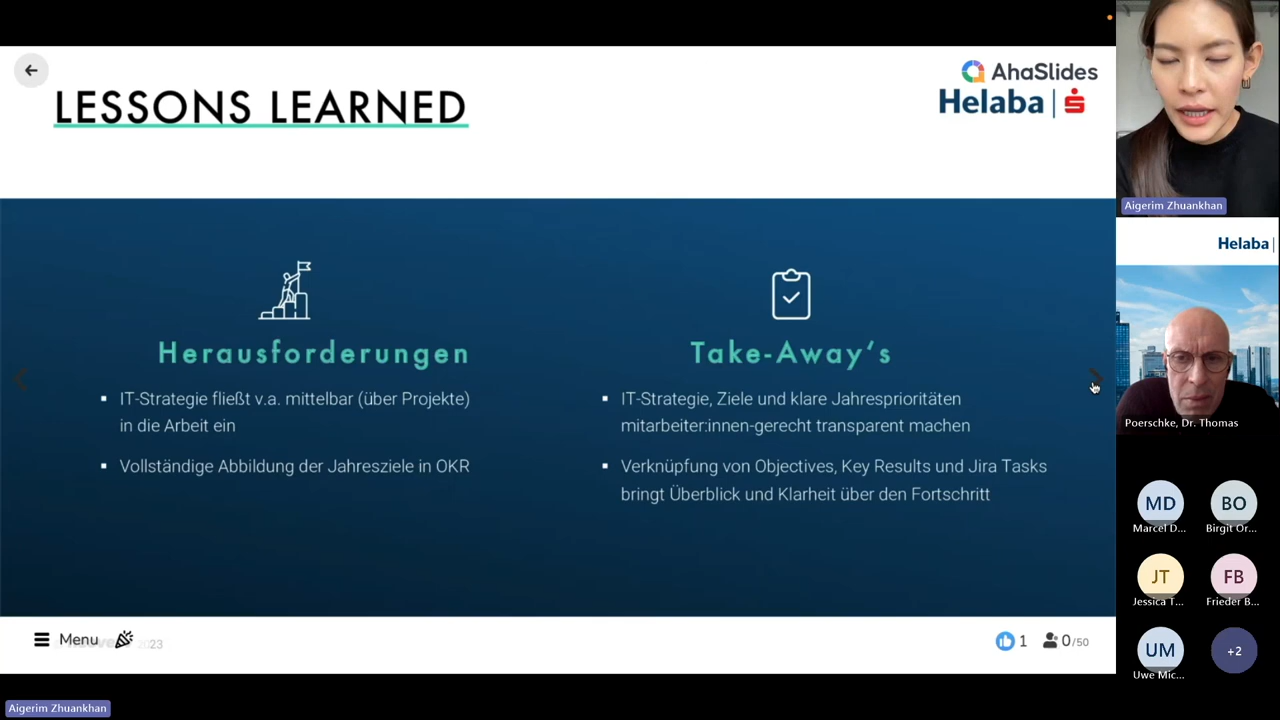 LESSONS LEARNED
AhaSlides
Helaba
Herausforderungen
▪ IT-Strategie fließt v.a. mittelbar (über Projekte)
in die Arbeit ein
▪ Vollständige Abbildung der Jahresziele in OKR
Take-Away’s
▪ IT-Strategie, Ziele und klare Jahresprioritäten
mitarbeiter:innen-gerecht transparent machen
▪ Verknüpfung von Objectives, Key Results und Jira Tasks
bringt Überblick und Klarheit über den Fortschritt
Menu
23
1
0/50
Aigerim Zhuankhan
Aigerim Zhuankhan
Helaba
Poerschke, Dr. Thomas
MD
BO
Marcel D...
Birgit Or...
JT
FB
Jessica T...
Frieder B...
UM
+2
Uwe Mic...